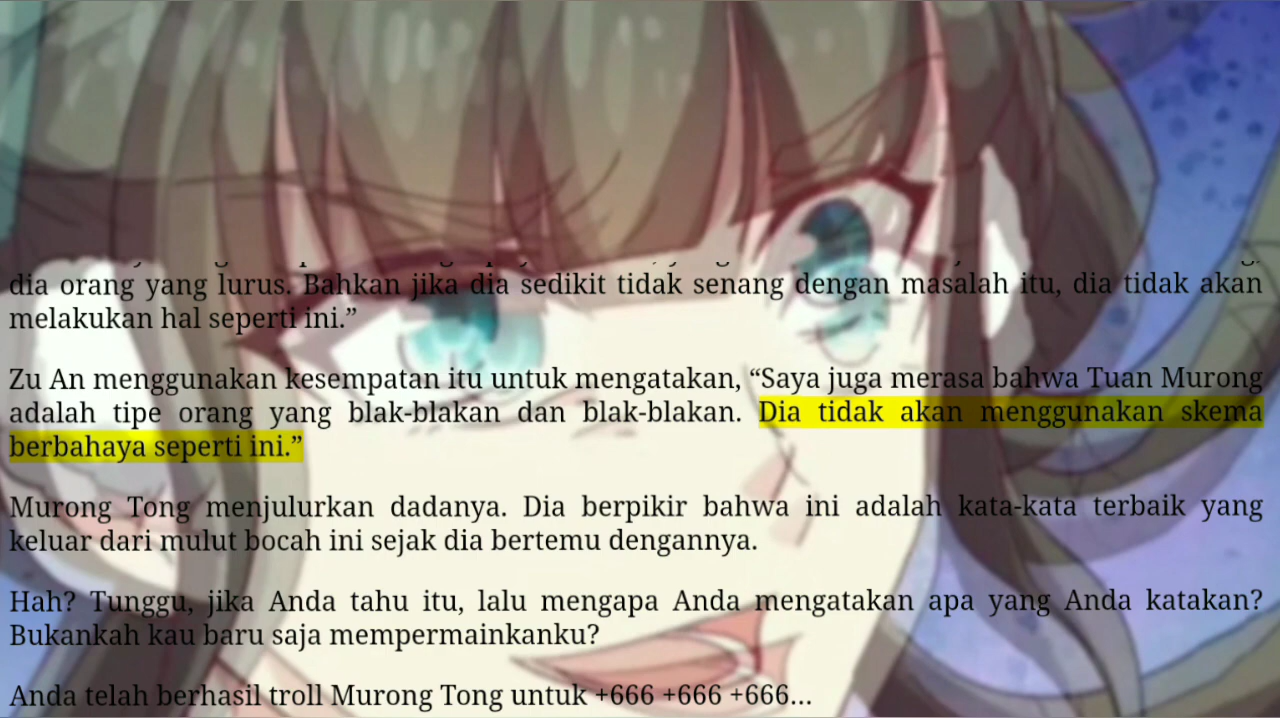 dia orang yang lurus. Bahkan jika dia sedikit tidak senang dengan masalah itu, dia tidak akan
melakukan hal seperti ini.”
Zu An menggunakan kesempatan itu untuk mengatakan, “Saya juga merasa bahwa Tuan Murong
adalah tipe orang yang blak-blakan dan blak-blakan. Dia tidak akan menggunakan skema
berbahaya seperti ini.”
Murong Tong menjulurkan dadanya. Dia berpikir bahwa ini adalah kata-kata terbaik yang
keluar dari mulut bocah ini sejak dia bertemu dengannya.
Hah? Tunggu, jika Anda tahu itu, lalu mengapa Anda mengatakan apa yang Anda katakan?
Bukankah kau baru saja mempermainkanku?
Anda telah berhasil troll Murong Tong untuk +666 +666 +666...